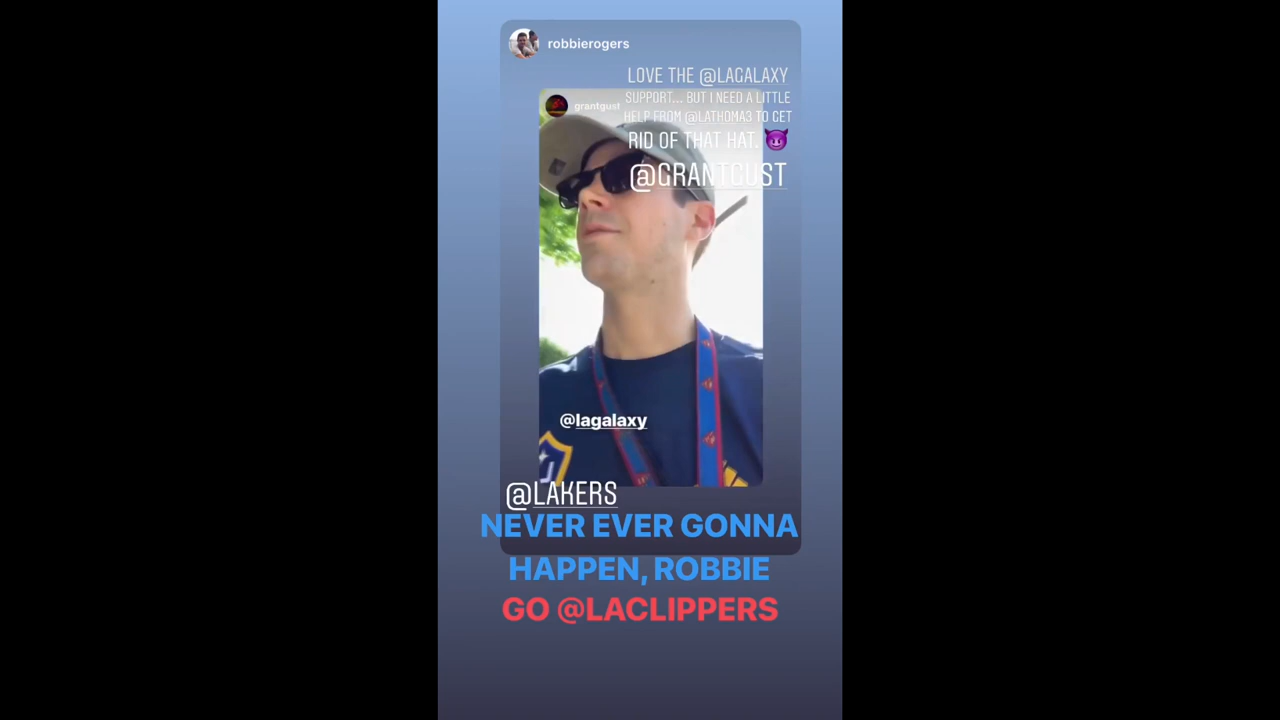 robbierogers
LOVE THE @LAGALAXY
grantgust
SUPPORT... BUT I NEED A LITTLE
HELP FROM @LATHOMA3 TO GET
RID OF THAT HAT. 😈
@GRANTGUST
@lagalaxy
@LAKERS
NEVER EVER GONNA
HAPPEN, ROBBIE
GO @LACLIPPERS